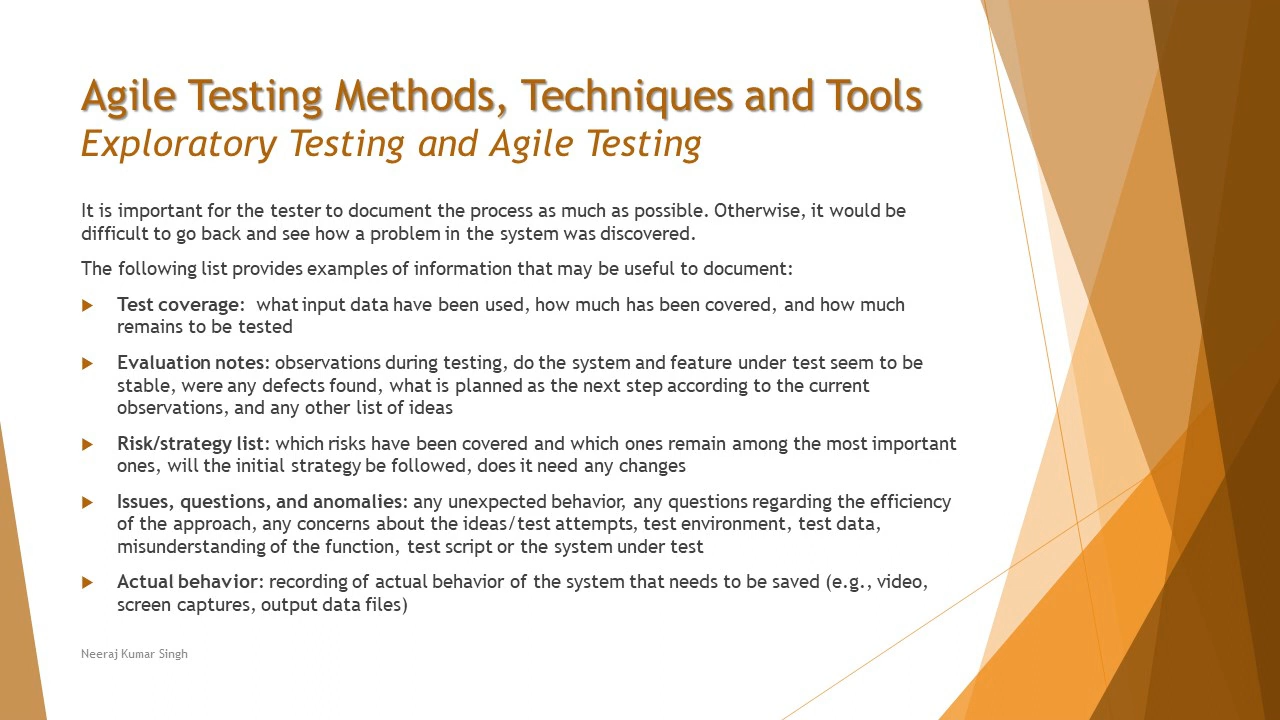 Agile Testing Methods, Techniques and Tools
Exploratory Testing and Agile Testing
It is important for the tester to document the process as much as possible. Otherwise, it would be
difficult to go back and see how a problem in the system was discovered.
The following list provides examples of information that may be useful to document:
Test coverage:  what input data have been used, how much has been covered, and how much
remains to be tested
Evaluation notes: observations during testing, do the system and feature under test seem to be
stable, were any defects found, what is planned as the next step according to the current
observations, and any other list of ideas
Risk/strategy list: which risks have been covered and which ones remain among the most important
ones, will the initial strategy be followed, does it need any changes
Issues, questions, and anomalies: any unexpected behavior, any questions regarding the efficiency
of the approach, any concerns about the ideas/test attempts, test environment, test data,
misunderstanding of the function, test script or the system under test
Actual behavior: recording of actual behavior of the system that needs to be saved (e.g., video,
screen captures, output data files)
Neeraj Kumar Singh